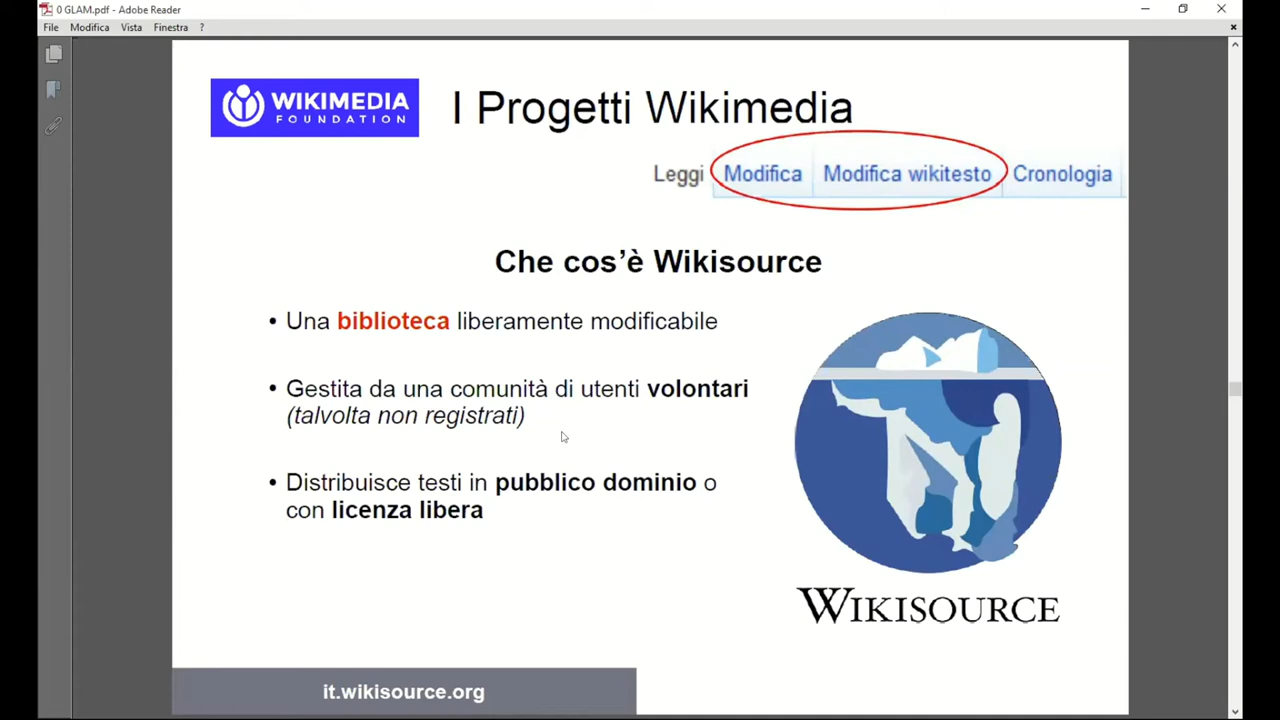 0 GLAM.pdf - Adobe Reader
File Modifica Vista Finestra ?
WIKIMEDIA
FOUNDATION
I Progetti Wikimedia
Leggi Modifica Modifica wikitesto Cronologia
Che cos’è Wikisource
• Una biblioteca liberamente modificabile
• Gestita da una comunità di utenti volontari
(talvolta non registrati)
• Distribuisce testi in pubblico dominio o
con licenza libera
WIKISOURCE
it.wikisource.org